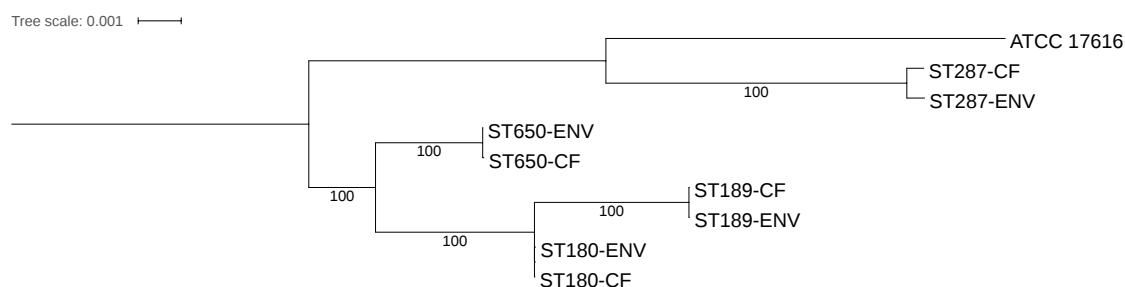 Tree scale: 0.001
ATCC 17616
ST287-CF
100
ST287-ENV
ST650-ENV
100
ST650-CF
ST189-CF
100
100
ST189-ENV
100
ST180-ENV
ST180-CF